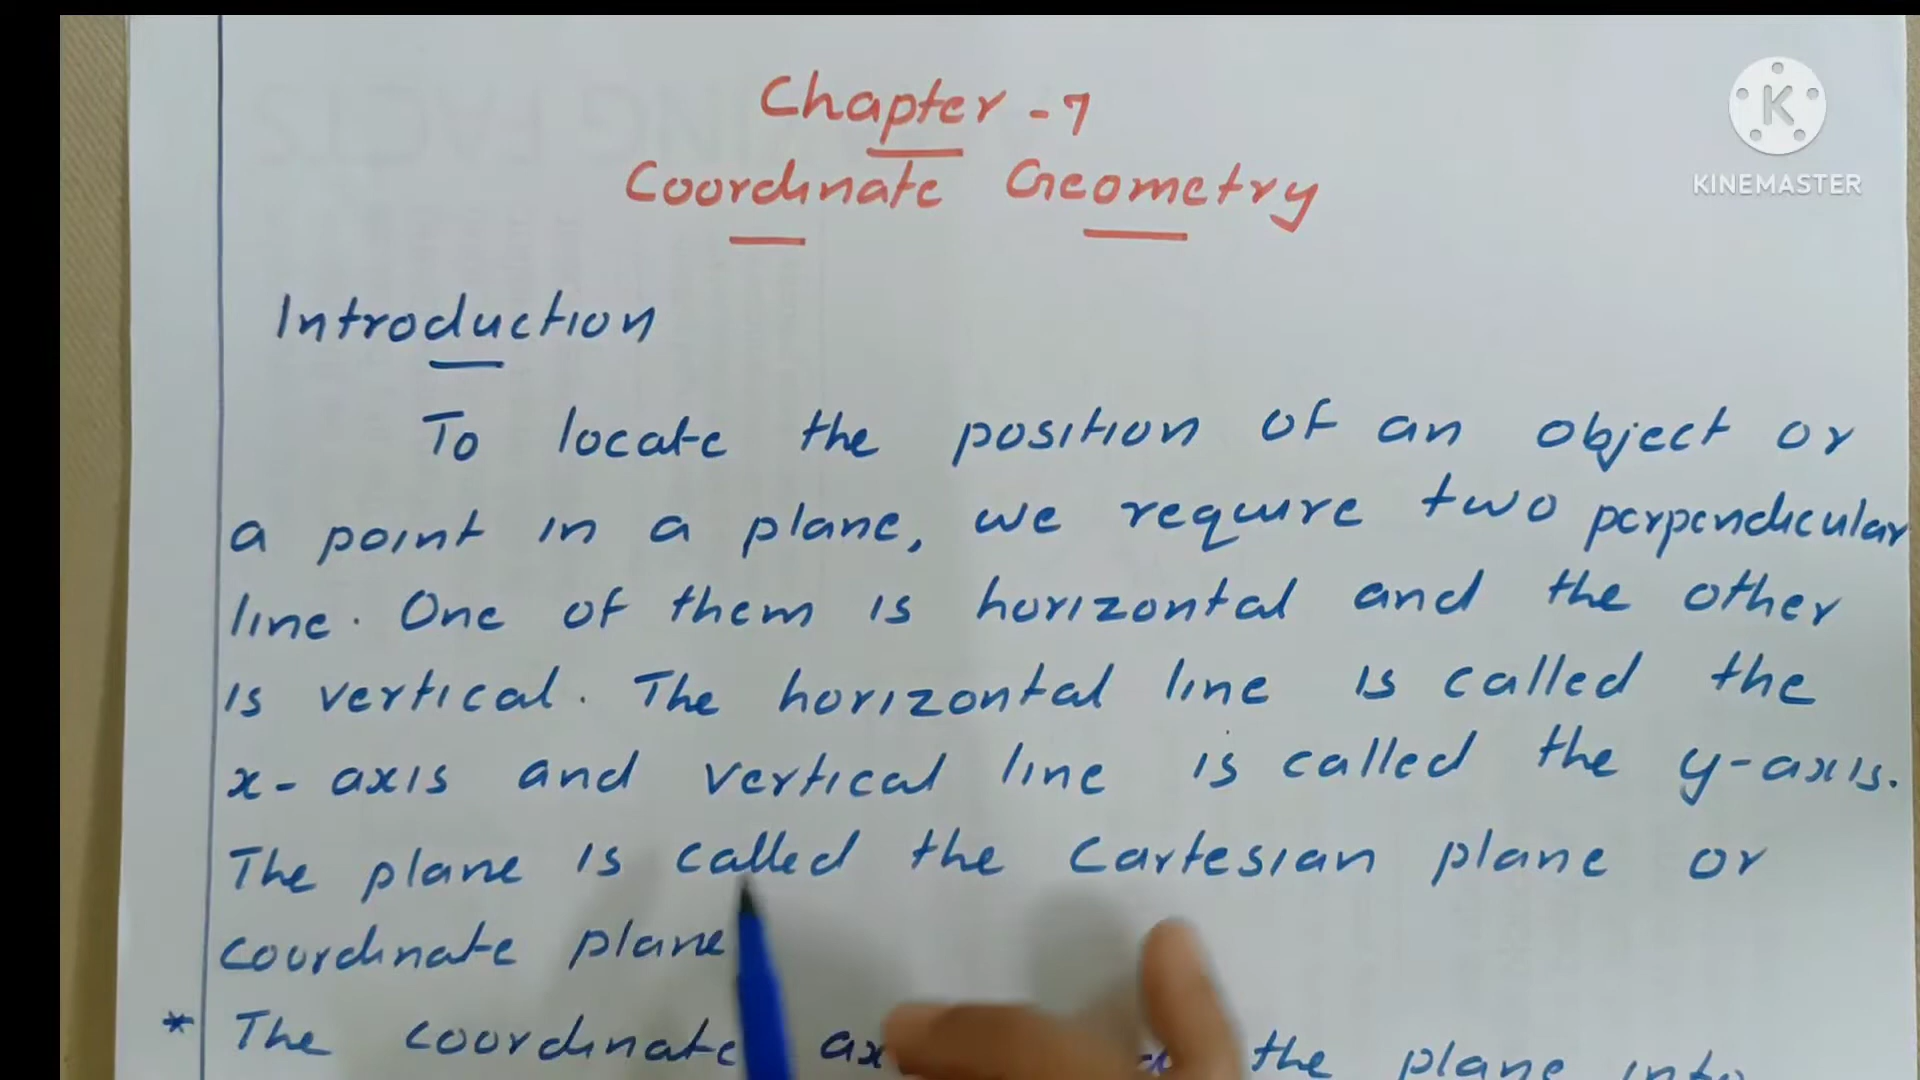 Chapter - 7
Coordinate Geometry
K
KINEMASTER
Introduction
To locate the position of an object or
a point in a plane, we require two perpendicular
line. One of them is horizontal and the other
is vertical. The horizontal line is called the
x-axis and vertical line is called the y-axis.
The plane is called the Cartesian plane or
coordinate plane
* The coordinate the plane into